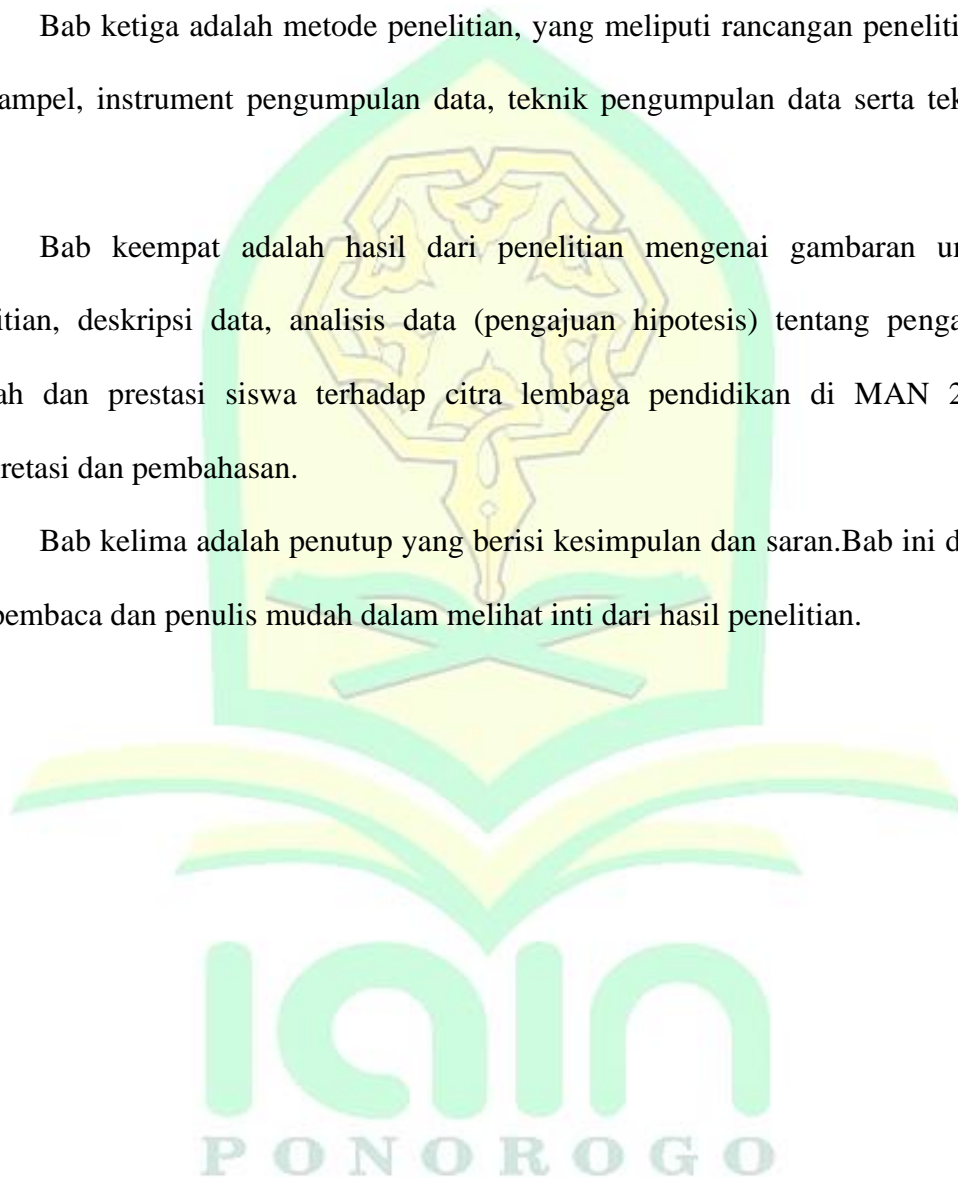 Bab ketiga adalah metode penelitian, yang meliputi rancangan peneliti
ampel, instrument pengumpulan data, teknik pengumpulan data serta tek
Bab keempat adalah hasil dari penelitian mengenai gambaran u
itian, deskripsi data, analisis data (pengajuan hipotesis) tentang penga
ah dan prestasi siswa terhadap citra lembaga pendidikan di MAN 2
retasi dan pembahasan.
Bab kelima adalah penutup yang berisi kesimpulan dan saran.Bab ini d
pembaca dan penulis mudah dalam melihat inti dari hasil penelitian.
iain
PONOROGO